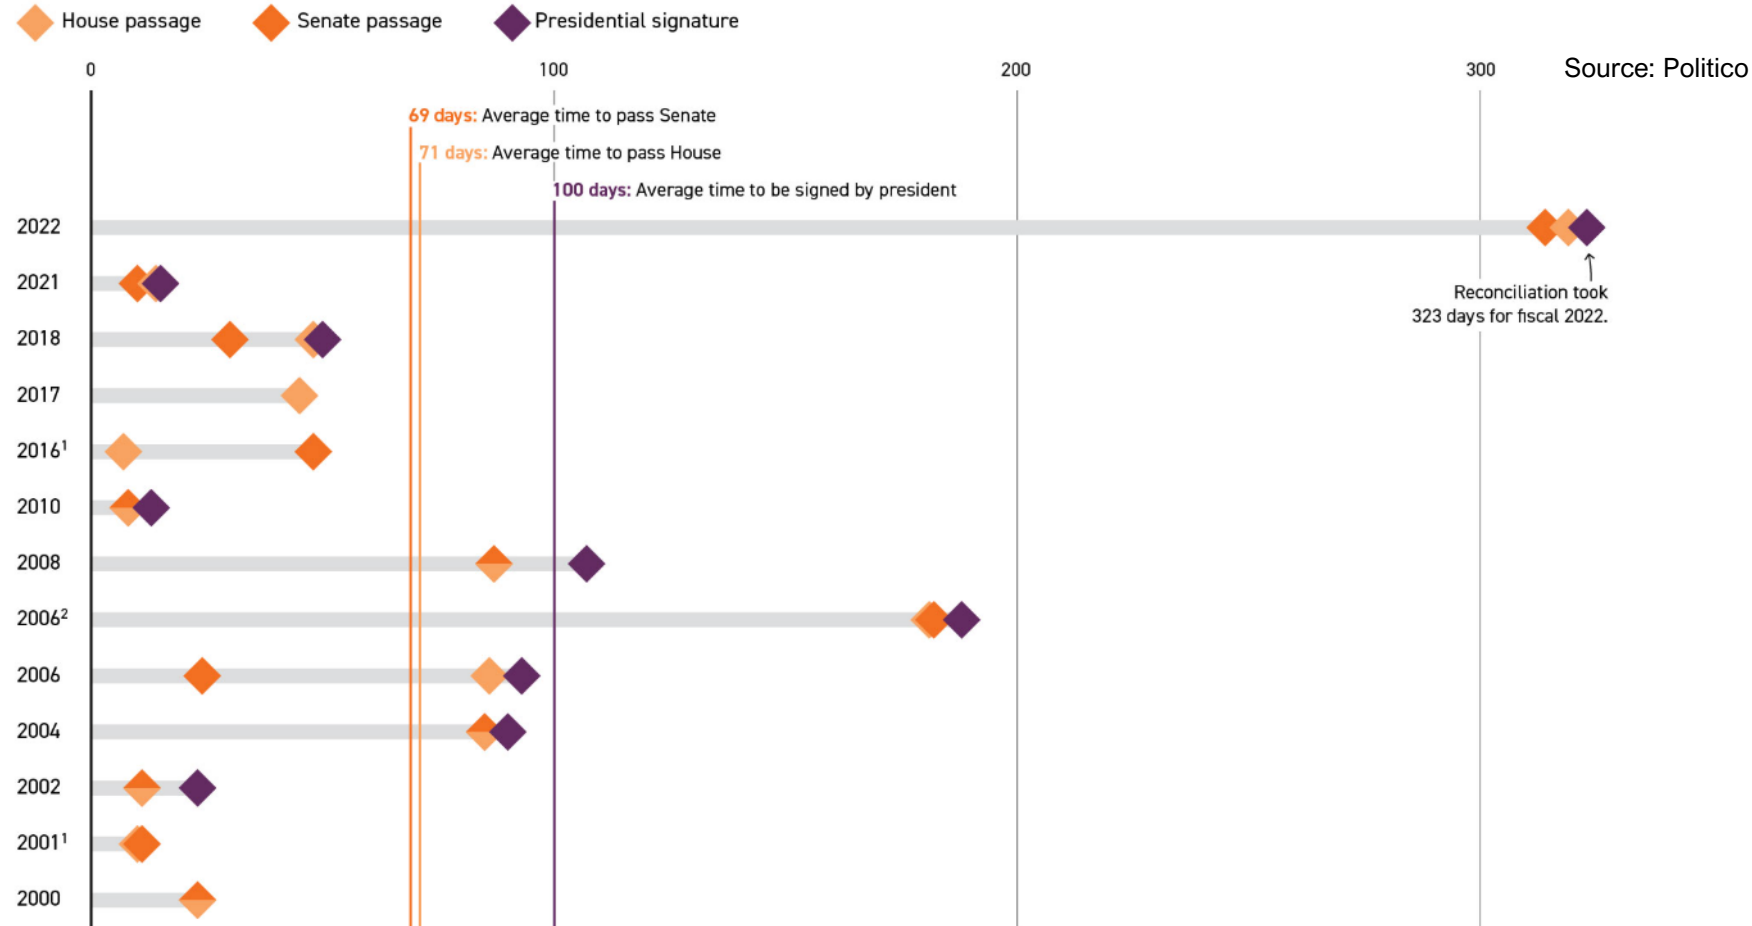 House passage
Senate passage
Presidential signature
0
100
200
300
Source: Politico
69 days: Average time to pass Senate
71 days: Average time to pass House
100 days: Average time to be signed by president
2022
2021
Reconciliation took
323 days for fiscal 2022.
2018
2017
2016¹
2010
2008
2006²
2006
2004
2002
2001¹
2000